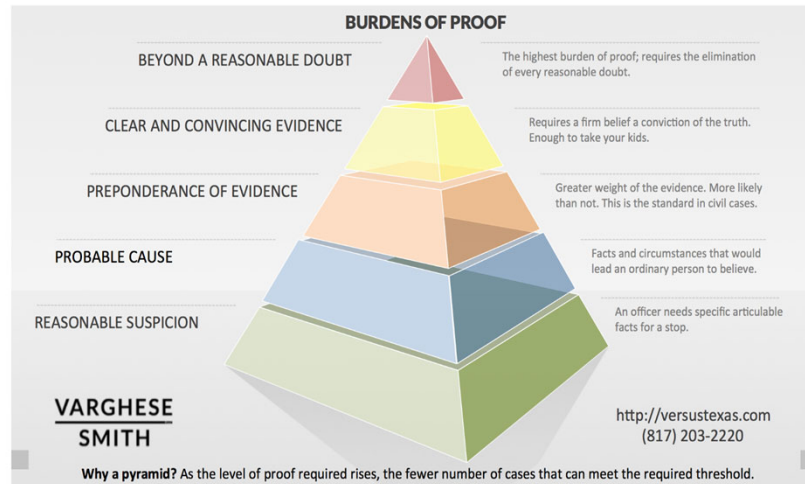 BURDENS OF PROOF
BEYOND A REASONABLE DOUBT
The highest burden of proof; requires the elimination
of every reasonable doubt.
CLEAR AND CONVINCING EVIDENCE
Requires a firm belief a conviction of the truth.
Enough to take your kids.
PREPONDERANCE OF EVIDENCE
Greater weight of the evidence. More likely
than not. This is the standard in civil cases.
PROBABLE CAUSE
Facts and circumstances that would
lead an ordinary person to believe.
REASONABLE SUSPICION
An officer needs specific articulable
facts for a stop.
VARGHESE
SMITH
http://versustexas.com
(817) 203-2220
Why a pyramid? As the level of proof required rises, the fewer number of cases that can meet the required threshold.